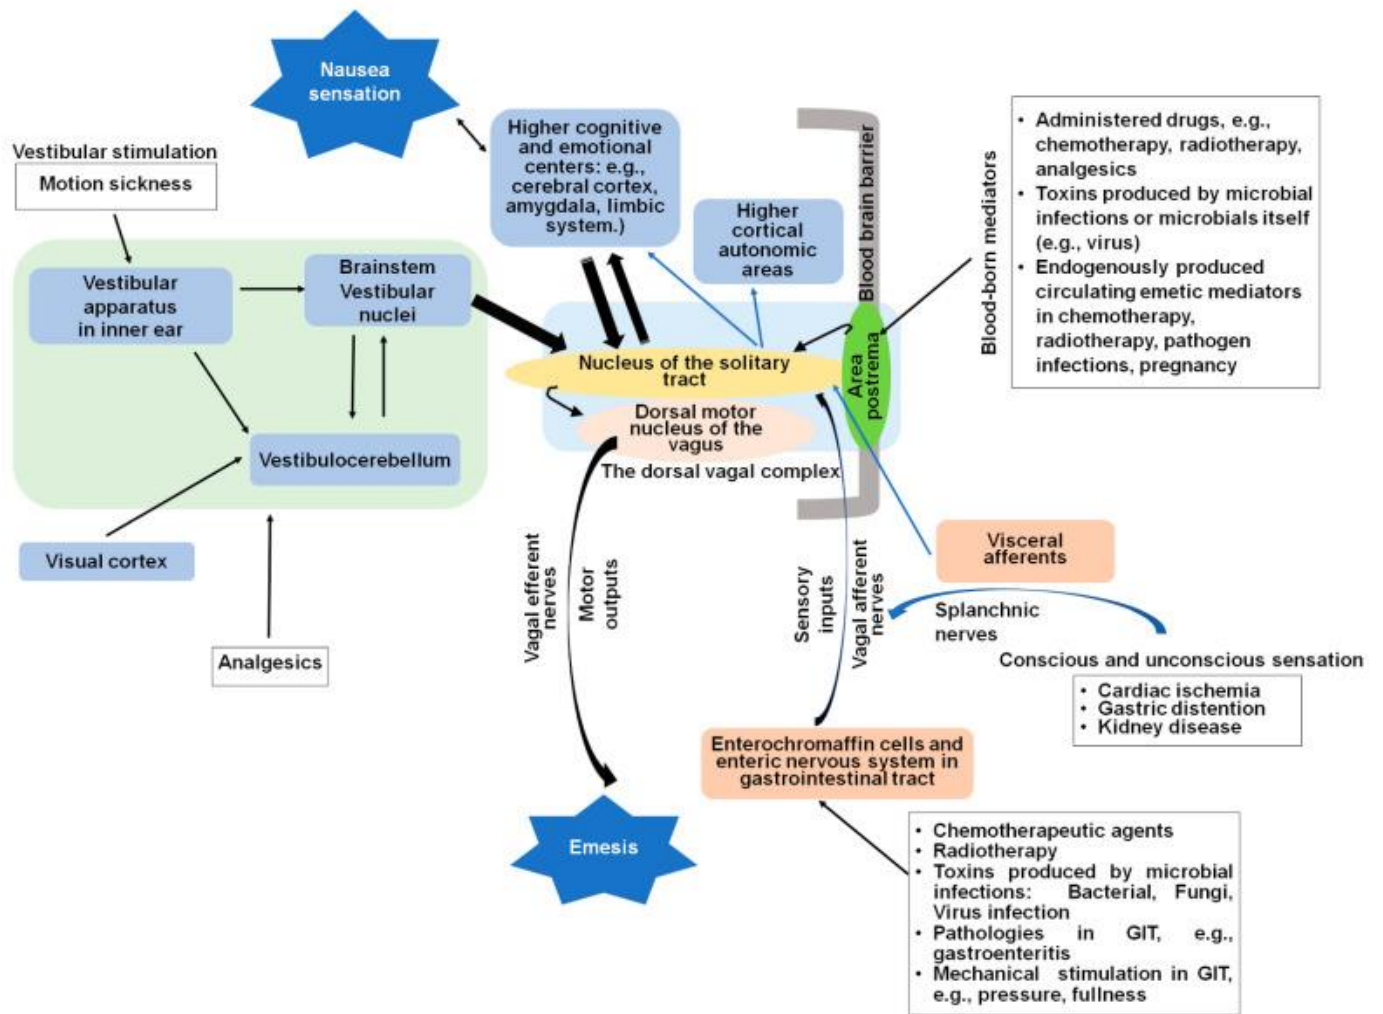 Nausea
sensation
Higher cognitive
and emotional
centers: e.g.,
cerebral cortex,
amygdala, limbic
system.)
Higher
cortical
autonomic
areas
Blood brain barrier
Blood-born mediators
• Administered drugs, e.g.,
chemotherapy, radiotherapy,
analgesics
• Toxins produced by microbial
infections or microbials itself
(e.g., virus)
• Endogenously produced
circulating emetic mediators
in chemotherapy,
radiotherapy, pathogen
infections, pregnancy
Vestibular stimulation
Motion sickness
Vestibular
apparatus
in inner ear
Brainstem
Vestibular
nuclei
Vestibulocerebellum
Visual cortex
Analgesics
Nucleus of the solitary
tract
Area
postrema
Dorsal motor
nucleus of the
vagus
The dorsal vagal complex
Vagal efferent
nerves
Motor
outputs
Sensory
inputs
Vagal afferent
nerves
Visceral
afferents
Splanchnic
nerves
Conscious and unconscious sensation
• Cardiac ischemia
• Gastric distention
• Kidney disease
Enterochromaffin cells and
enteric nervous system in
gastrointestinal tract
Emesis
• Chemotherapeutic agents
• Radiotherapy
• Toxins produced by microbial
infections: Bacterial, Fungi,
Virus infection
• Pathologies in GIT, e.g.,
gastroenteritis
• Mechanical stimulation in GIT,
e.g., pressure, fullness